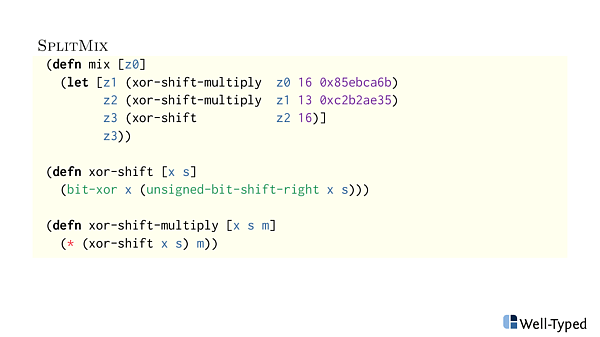 SPLITMIX
(defn mix [z0]
(let [z1 (xor-shift-multiply z0 16 0x85ebca6b)
z2 (xor-shift-multiply z1 13 0xc2b2ae35)
z3 (xor-shift z2 16)]
z3))
(defn xor-shift [x s]
(bit-xor x (unsigned-bit-shift-right x s)))
(defn xor-shift-multiply [x s m]
(* (xor-shift x s) m))
Well-Typed